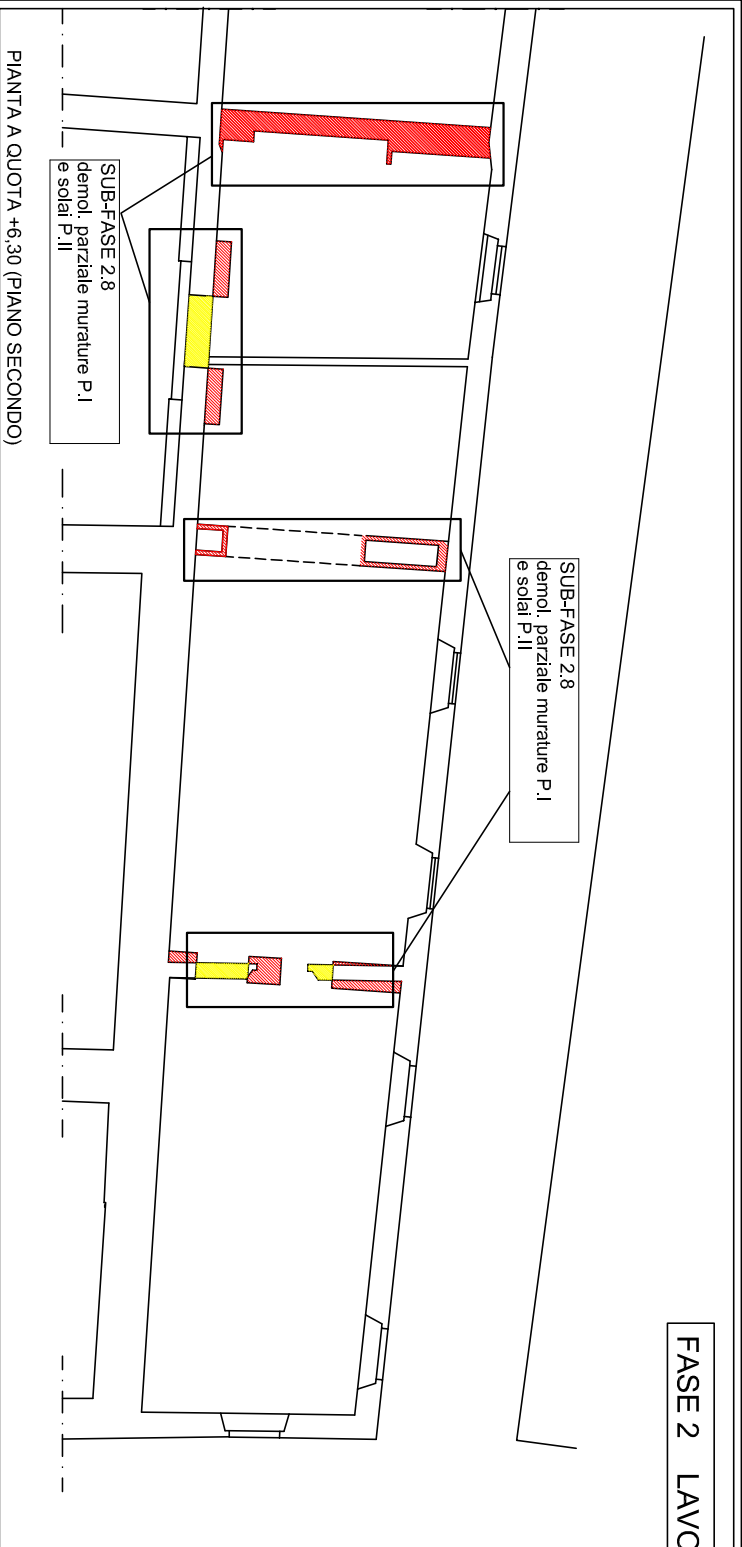 FASE 2 LAVO
SUB-FASE 2.8
demol. parziale murature P.I
e solai P.II
SUB-FASE 2.8
demol. parziale murature P.I
e solai P.II
PIANTA A QUOTA +6,30 (PIANO SECONDO)